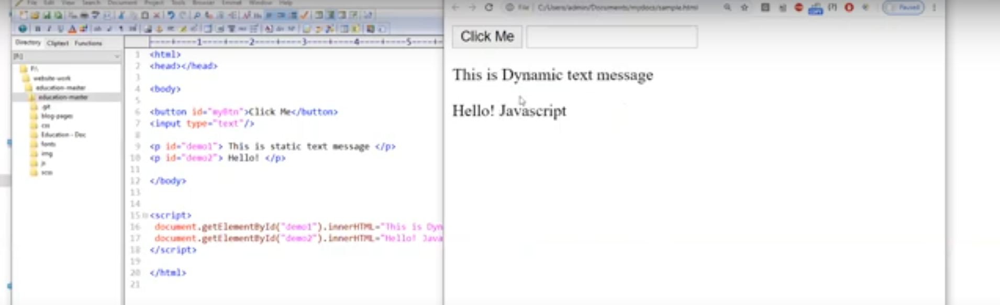 File Edit View Search Document Project Tools Browser Emmet Window Help
Directory Cliptext Functions
F:\
website-work
education-master
education-master
.git
blog-pages
css
Education - Doc
fonts
img
js
scss
----+----1----+----2----+----3----+----4----+----5----+-
1 <html>
2 <head></head>
3
4 <body>
5
6 <button id="myBtn">Click Me</button>
7 <input type="text"/>
8
9 <p id="demo1"> This is static text message </p>
10 <p id="demo2"> Hello! </p>
11
12 </body>
13
14
15 <script>
16 document.getElementById("demo1").innerHTML="This is Dyn
17 document.getElementById("demo2").innerHTML="Hello! Java
18 </script>
19
20 </html>
21
File | C:/Users/admin/Documents/mydocs/sample.html
Paused
Click Me
This is Dynamic text message
Hello! Javascript